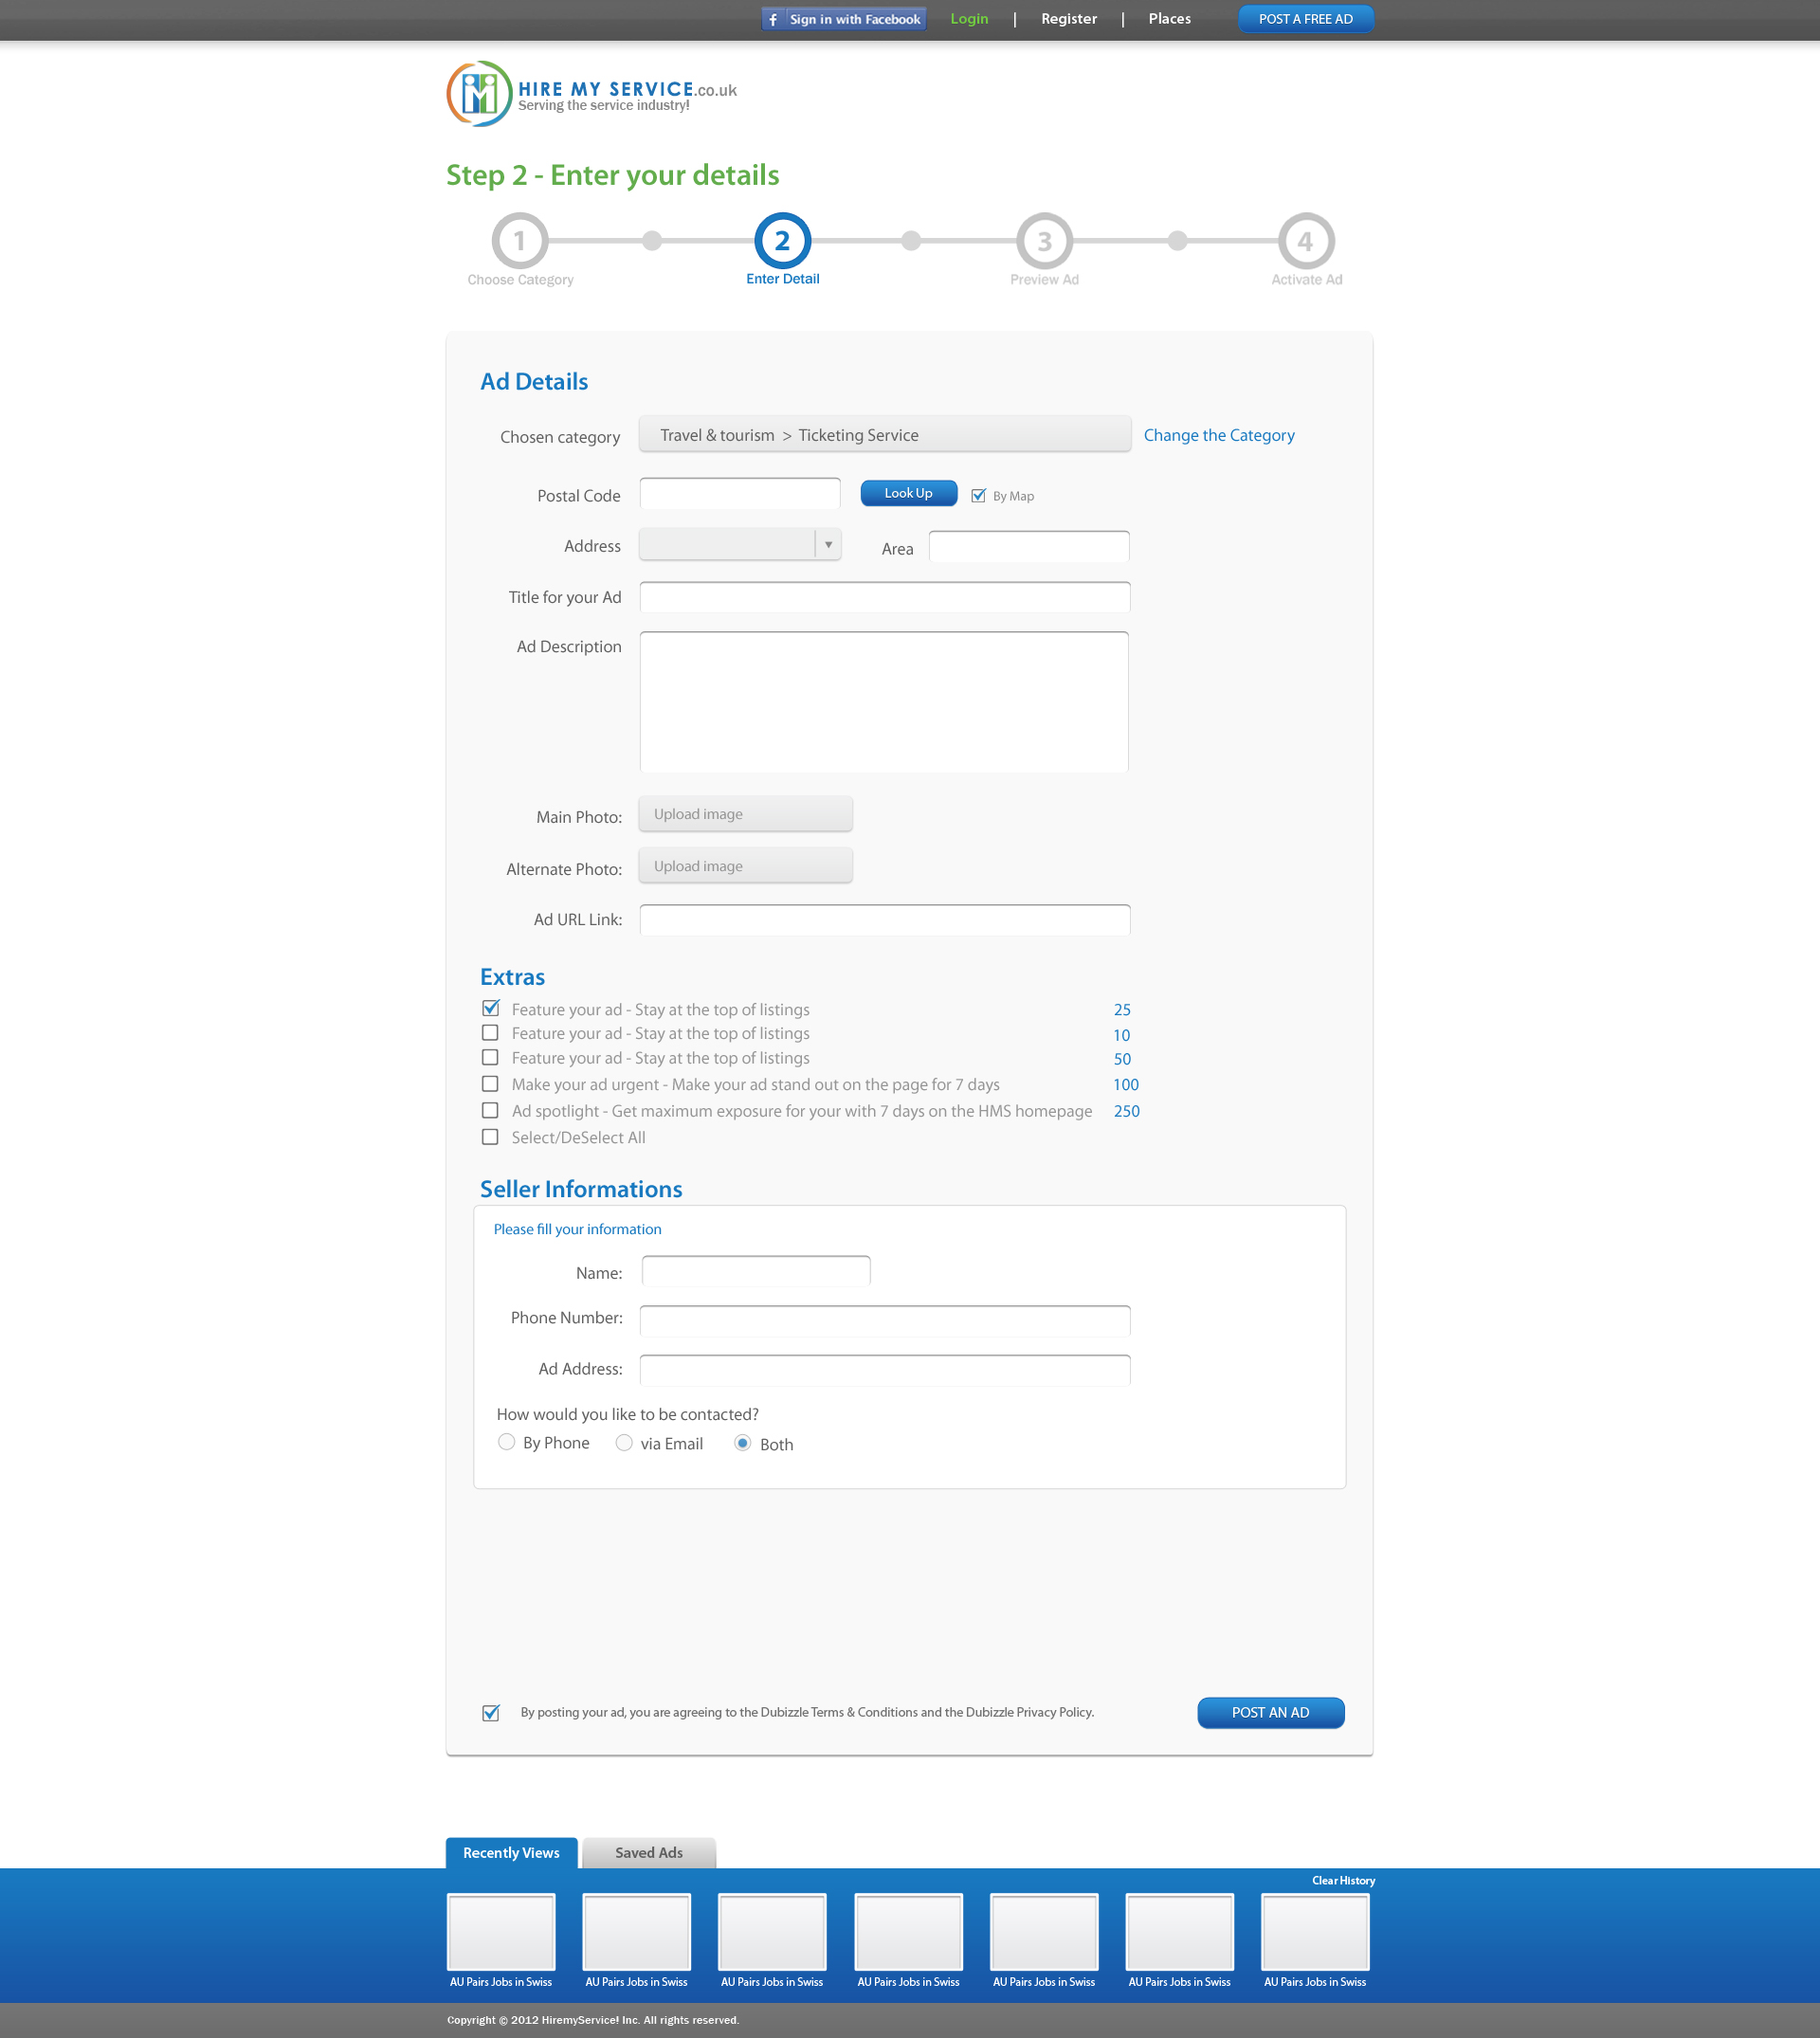 f Sign in with Facebook Login | Register | Places POST A FREE AD
HIRE MY SERVICE.co.uk
Serving the service industry!
Step 2 - Enter your details
1 2 3 4
Choose Category Enter Detail Preview Ad Activate Ad
Ad Details
Chosen category Travel & tourism > Ticketing Service Change the Category
Postal Code Look Up By Map
Address Area
Title for your Ad
Ad Description
Main Photo: Upload image
Alternate Photo: Upload image
Ad URL Link:
Extras
Feature your ad - Stay at the top of listings 25
Feature your ad - Stay at the top of listings 10
Feature your ad - Stay at the top of listings 50
Make your ad urgent - Make your ad stand out on the page for 7 days 100
Ad spotlight - Get maximum exposure for your with 7 days on the HMS homepage 250
Select/DeSelect All
Seller Informations
Please fill your information
Name:
Phone Number:
Ad Address:
How would you like to be contacted?
By Phone via Email Both
By posting your ad, you are agreeing to the Dubizzle Terms & Conditions and the Dubizzle Privacy Policy. POST AN AD
Recently Views Saved Ads
Clear History
AU Pairs Jobs in Swiss AU Pairs Jobs in Swiss AU Pairs Jobs in Swiss AU Pairs Jobs in Swiss AU Pairs Jobs in Swiss AU Pairs Jobs in Swiss AU Pairs Jobs in Swiss
Copyright © 2012 HiremyService! Inc. All rights reserved.